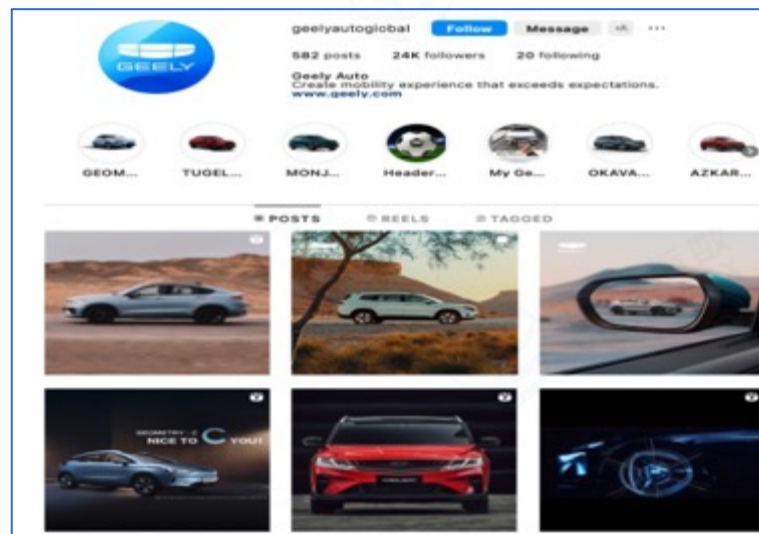 geelyautoglobal Follow Message
582 posts 24K followers 20 following
Geely Auto
Create mobility experience that exceeds expectations.
www.geely.com
GEELY
GEOM... TUGEL... MONJ... Header... My Ge... OKAVA... AZKAR...
POSTS REELS TAGGED
GEOMETRY - C
NICE TO C YOU!